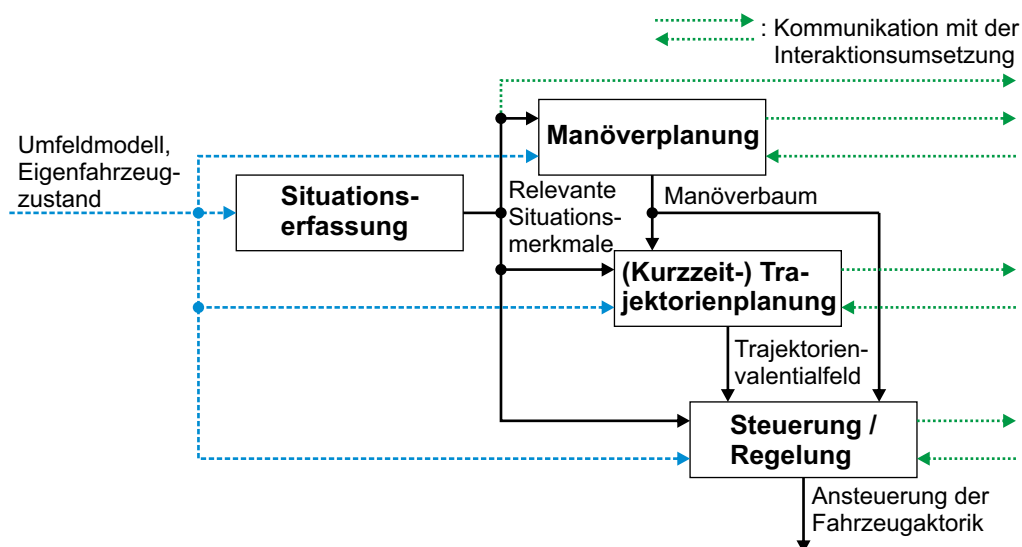 : Kommunikation mit der
Interaktionsumsetzung
Manöverplanung
Umfeldmodell,
Eigenfahrzeug-
zustand
Situations-
erfassung
Relevante
Situations-
merkmale
Manöverbaum
(Kurzzeit-) Tra-
jektorienplanung
Trajektorien-
valentialfeld
Steuerung /
Regelung
Ansteuerung der
Fahrzeugaktorik